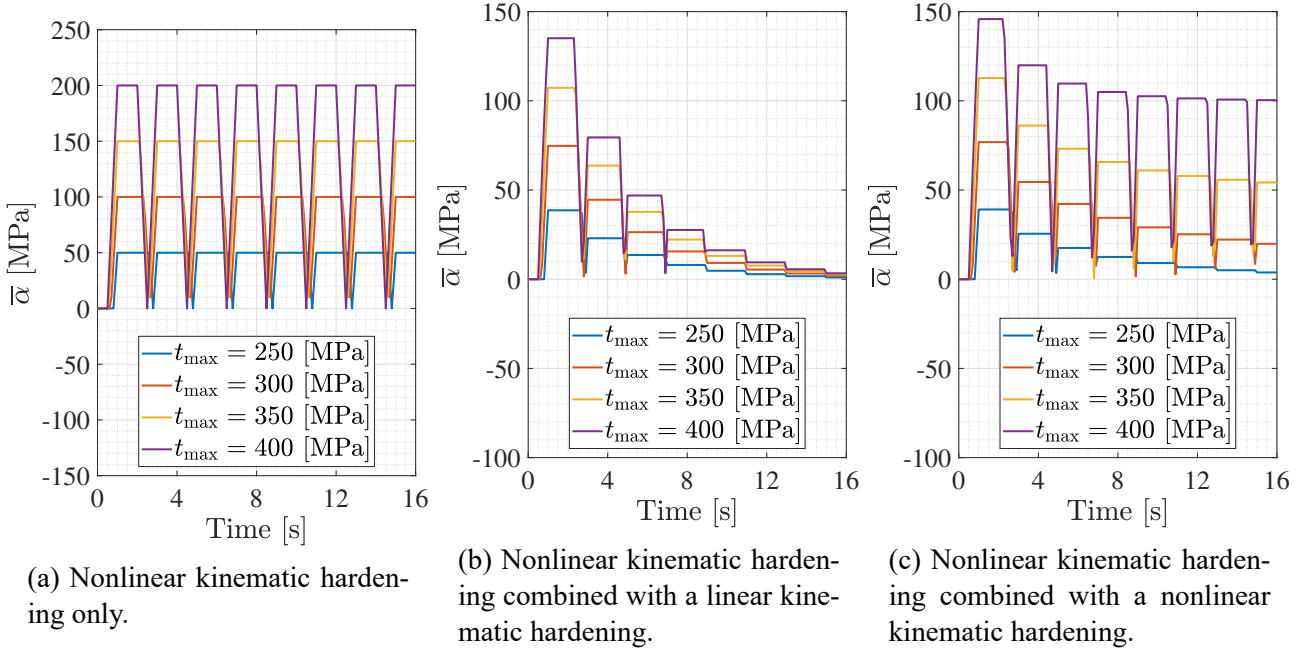 250
200
150
100
50
0
-50
-100
-150
α̅ [MPa]
0 4 8 12 16
Time [s]
t_max = 250 [MPa]
t_max = 300 [MPa]
t_max = 350 [MPa]
t_max = 400 [MPa]
(a) Nonlinear kinematic harden-
ing only.
150
100
50
0
-50
-100
α̅ [MPa]
0 4 8 12 16
Time [s]
t_max = 250 [MPa]
t_max = 300 [MPa]
t_max = 350 [MPa]
t_max = 400 [MPa]
(b) Nonlinear kinematic harden-
ing combined with a linear kine-
matic hardening.
150
100
50
0
-50
-100
α̅ [MPa]
0 4 8 12 16
Time [s]
t_max = 250 [MPa]
t_max = 300 [MPa]
t_max = 350 [MPa]
t_max = 400 [MPa]
(c) Nonlinear kinematic harden-
ing combined with a nonlinear
kinematic hardening.